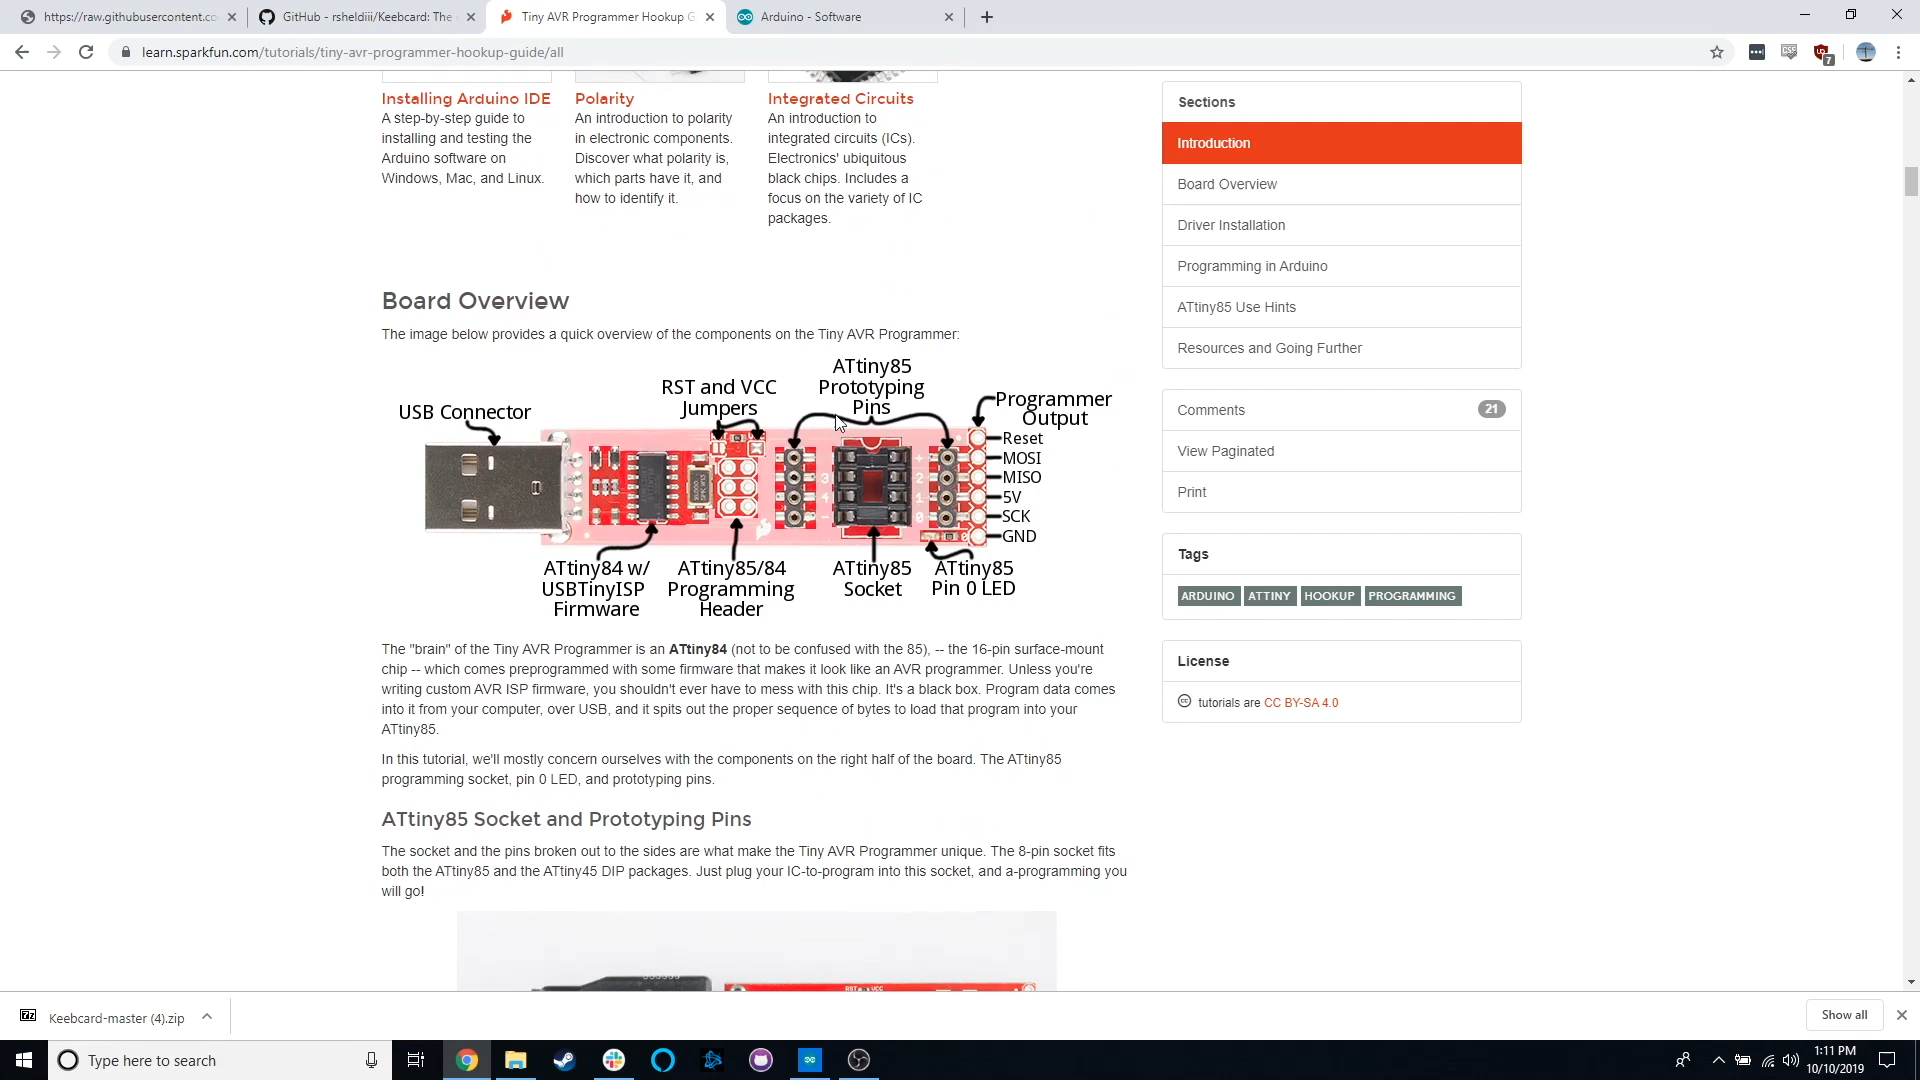 https://raw.githubusercontent.co
GitHub - rsheldiii/Keebcard: The
Tiny AVR Programmer Hookup G
Arduino - Software
learn.sparkfun.com/tutorials/tiny-avr-programmer-hookup-guide/all
7
Installing Arduino IDE
A step-by-step guide to
installing and testing the
Arduino software on
Windows, Mac, and Linux.
Polarity
An introduction to polarity
in electronic components.
Discover what polarity is,
which parts have it, and
how to identify it.
Integrated Circuits
An introduction to
integrated circuits (ICs).
Electronics' ubiquitous
black chips. Includes a
focus on the variety of IC
packages.
Board Overview
The image below provides a quick overview of the components on the Tiny AVR Programmer:
USB Connector
RST and VCC
Jumpers
ATtiny85
Prototyping
Pins
Programmer
Output
Reset
MOSI
MISO
5V
SCK
GND
ATtiny84 w/
USBTinyISP
Firmware
ATtiny85/84
Programming
Header
ATtiny85
Socket
ATtiny85
Pin 0 LED
The "brain" of the Tiny AVR Programmer is an ATtiny84 (not to be confused with the 85), -- the 16-pin surface-mount
chip -- which comes preprogrammed with some firmware that makes it look like an AVR programmer. Unless you're
writing custom AVR ISP firmware, you shouldn't ever have to mess with this chip. It's a black box. Program data comes
into it from your computer, over USB, and it spits out the proper sequence of bytes to load that program into your
ATtiny85.
In this tutorial, we'll mostly concern ourselves with the components on the right half of the board. The ATtiny85
programming socket, pin 0 LED, and prototyping pins.
ATtiny85 Socket and Prototyping Pins
The socket and the pins broken out to the sides are what make the Tiny AVR Programmer unique. The 8-pin socket fits
both the ATtiny85 and the ATtiny45 DIP packages. Just plug your IC-to-program into this socket, and a-programming you
will go!
Sections
Introduction
Board Overview
Driver Installation
Programming in Arduino
ATtiny85 Use Hints
Resources and Going Further
Comments
21
View Paginated
Print
Tags
ARDUINO ATTINY HOOKUP PROGRAMMING
License
tutorials are CC BY-SA 4.0
Keebcard-master (4).zip
Show all
Type here to search
1:11 PM
10/10/2019